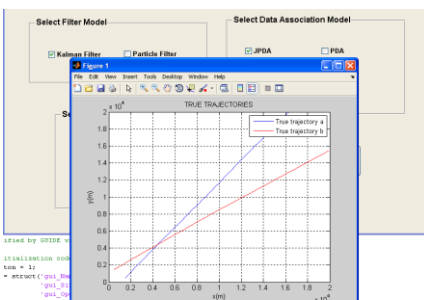 Select Filter Model
Select Data Association Model
Kalman Filter
Particle Filter
JPDA
PDA
Figure 1
File Edit View Insert Tools Desktop Window Help
Se
TRUE TRAJECTORIES
2 x 10
True trajectory a
True trajectory b
1.8
1.6
1.4
1.2
1
0.8
0.6
0.4
0.2
0
y(m)
0 0.2 0.4 0.6 0.8 1 1.2 1.4 1.6 1.8 2
x(m)
x 10
ified by GUIDE v
itialization cod
ton = 1;
= struct('gui_Nam
'gui_Si
'gui_Op